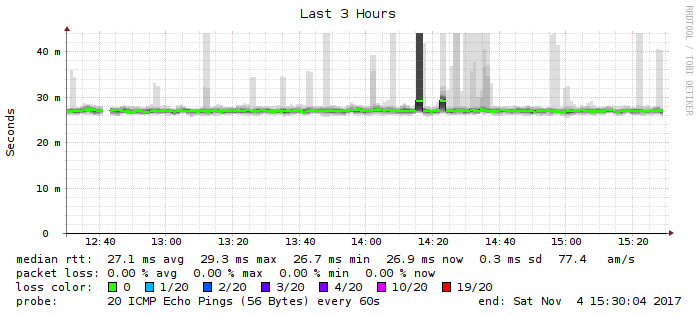 Last 3 Hours
RRDTOOL / TOBI OETIKER
Seconds
40 m
30 m
20 m
10 m
0
12:40 13:00 13:20 13:40 14:00 14:20 14:40 15:00 15:20
median rtt: 27.1 ms avg 29.3 ms max 26.7 ms min 26.9 ms now 0.3 ms sd 77.4 am/s
packet loss: 0.00 % avg 0.00 % max 0.00 % min 0.00 % now
loss color: 0 1/20 2/20 3/20 4/20 10/20 19/20
probe: 20 ICMP Echo Pings (56 Bytes) every 60s end: Sat Nov 4 15:30:04 2017